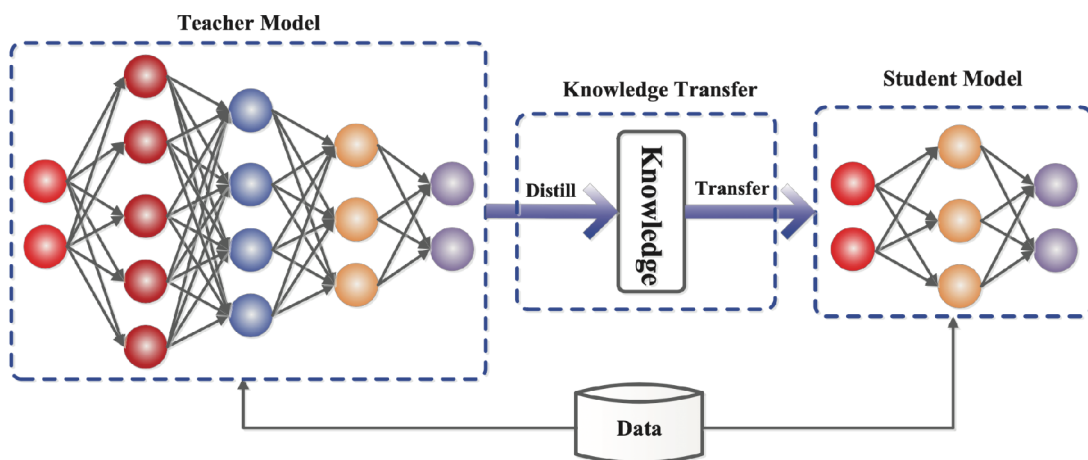 Teacher Model
Knowledge Transfer
Student Model
Distill
Knowledge
Transfer
Data